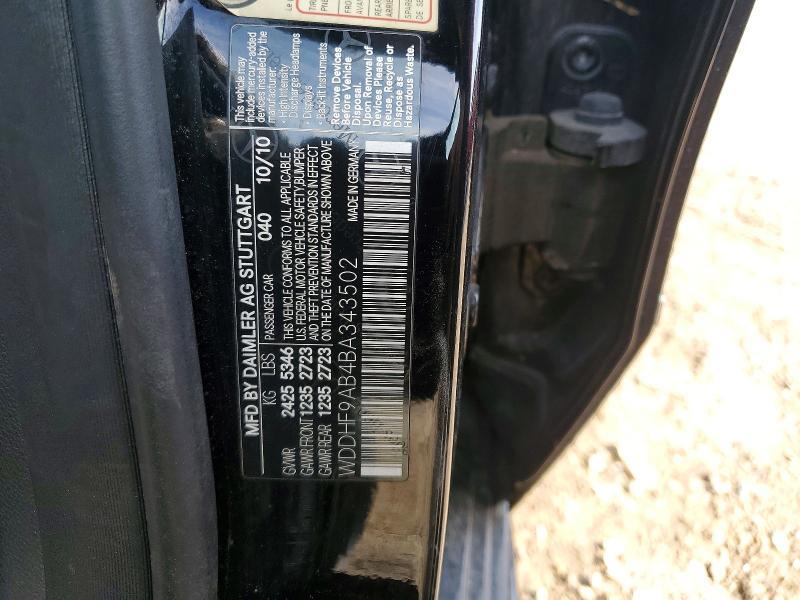 MFD BY DAIMLER AG STUTTGART
KG LBS PASSENGER CAR 040 10/10
GVWR 2425 5346
GAWR FRONT 1235 2723
GAWR REAR 1235 2723
THIS VEHICLE CONFORMS TO ALL APPLICABLE
U.S. FEDERAL MOTOR VEHICLE SAFETY, BUMPER
AND THEFT PREVENTION STANDARDS IN EFFECT
ON THE DATE OF MANUFACTURE SHOWN ABOVE
MADE IN GERMANY
WDDHF9AB4BA343502
This vehicle may
include mercury-added
devices installed by the
manufacturer:
• High Intensity
Discharge Headlamps
• Displays
• Back-lit Instruments
Remove Devices
Before Vehicle
Disposal
Upon Removal of
Devices Please
Reuse, Recycle or
Dispose as
Hazardous Waste.